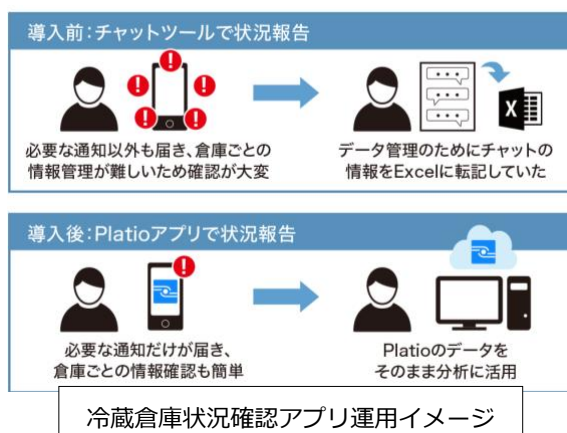 導入前：チャットツールで状況報告
必要な通知以外も届き、倉庫ごとの
情報管理が難しいため確認が大変
X
データ管理のためにチャットの
情報をExcelに転記していた
導入後：Platioアプリで状況報告
必要な通知だけが届き、
倉庫ごとの情報確認も簡単
Platioのデータを
そのまま分析に活用
冷蔵倉庫状況確認アプリ運用イメージ